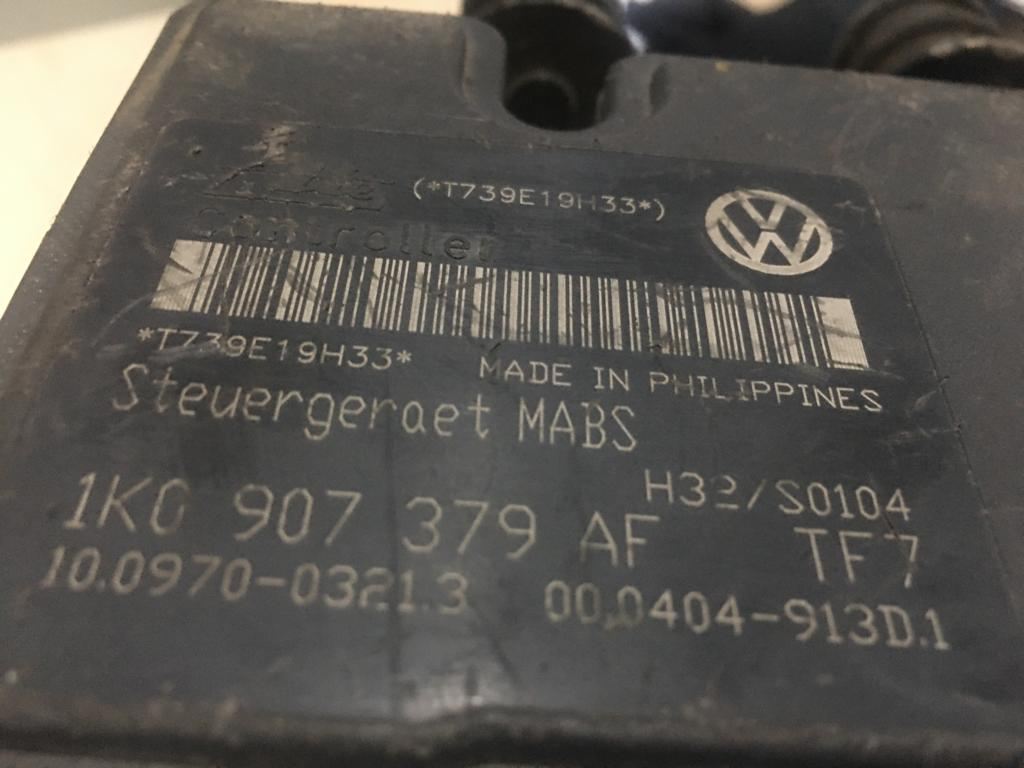 (*T739E19H33*)
Controller
*T739E19H33* MADE IN PHILIPPINES
Steuergeraet MABS
H32/S0104
1K0 907 379 AF TF7
10.0970-0321.3 00.0404-913D.1